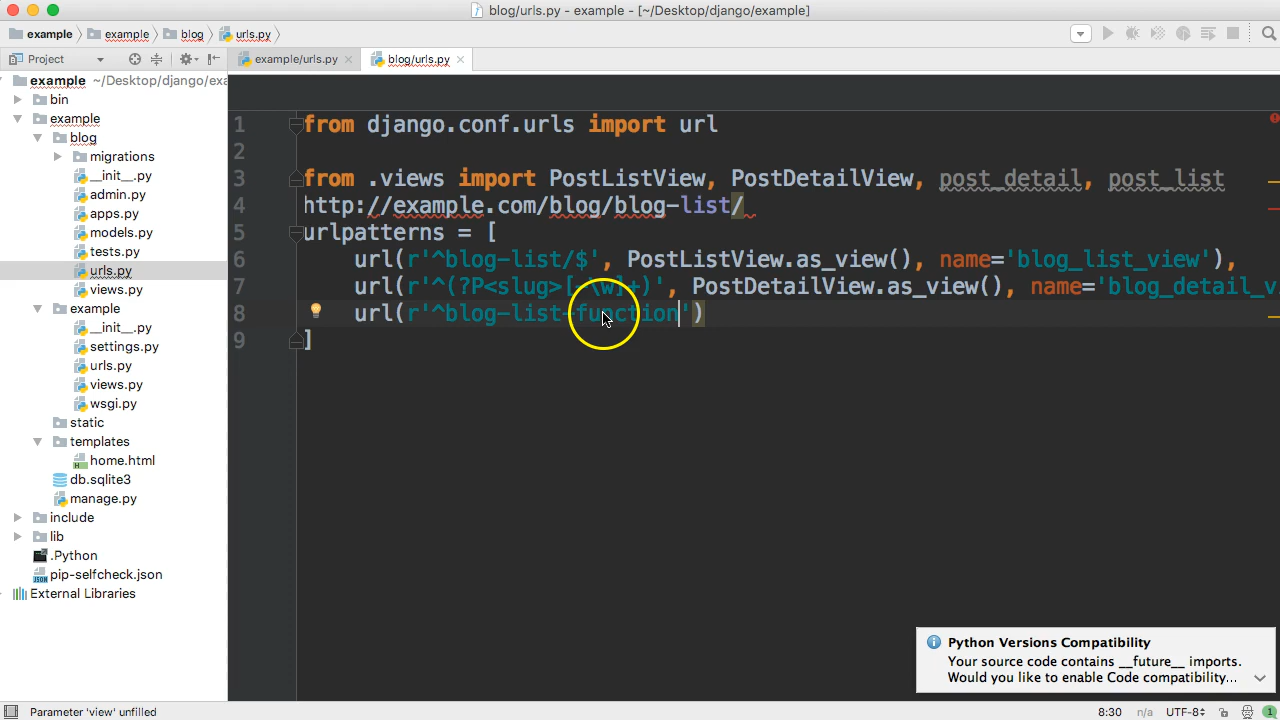 blog/urls.py - example - [~/Desktop/django/example]
example example blog urls.py
Project example/urls.py blog/urls.py
example ~/Desktop/django/exa
bin
example
blog
migrations
__init__.py
admin.py
apps.py
models.py
tests.py
urls.py
views.py
example
__init__.py
settings.py
urls.py
views.py
wsgi.py
static
templates
home.html
db.sqlite3
manage.py
include
lib
.Python
pip-selfcheck.json
External Libraries
1 from django.conf.urls import url
2
3 from .views import PostListView, PostDetailView, post_detail, post_list
4 http://example.com/blog/blog-list/
5 urlpatterns = [
6 url(r'^blog-list/$', PostListView.as_view(), name='blog_list_view'),
7 url(r'^(?P<slug>[-\w]+)', PostDetailView.as_view(), name='blog_detail_v
8 url(r'^blog-list-function')
9 ]
Python Versions Compatibility
Your source code contains __future__ imports.
Would you like to enable Code compatibility...
Parameter 'view' unfilled 8:30 n/a UTF-8 1